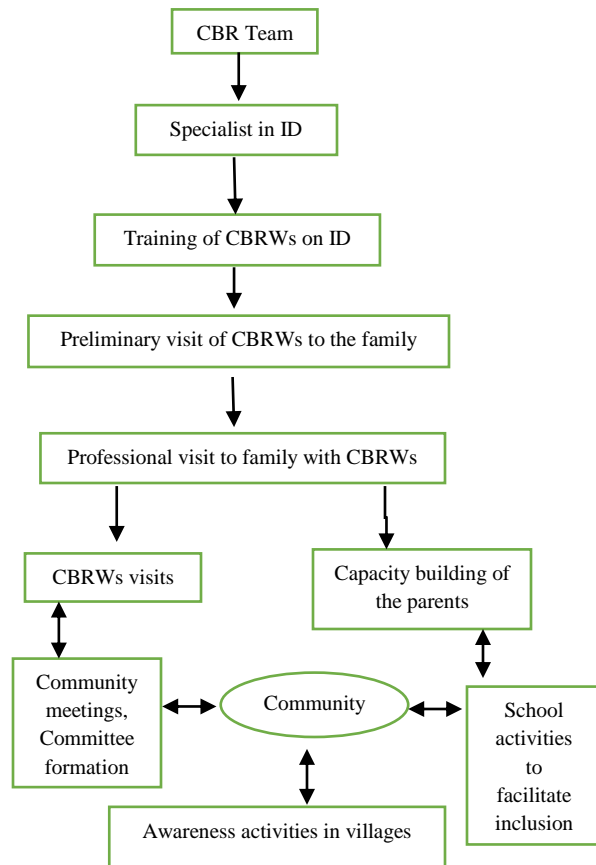 CBR Team
Specialist in ID
Training of CBRWs on ID
Preliminary visit of CBRWs to the family
Professional visit to family with CBRWs
CBRWs visits
Capacity building of
the parents
Community
meetings,
Committee
formation
Community
School
activities
to
facilitate
inclusion
Awareness activities in villages